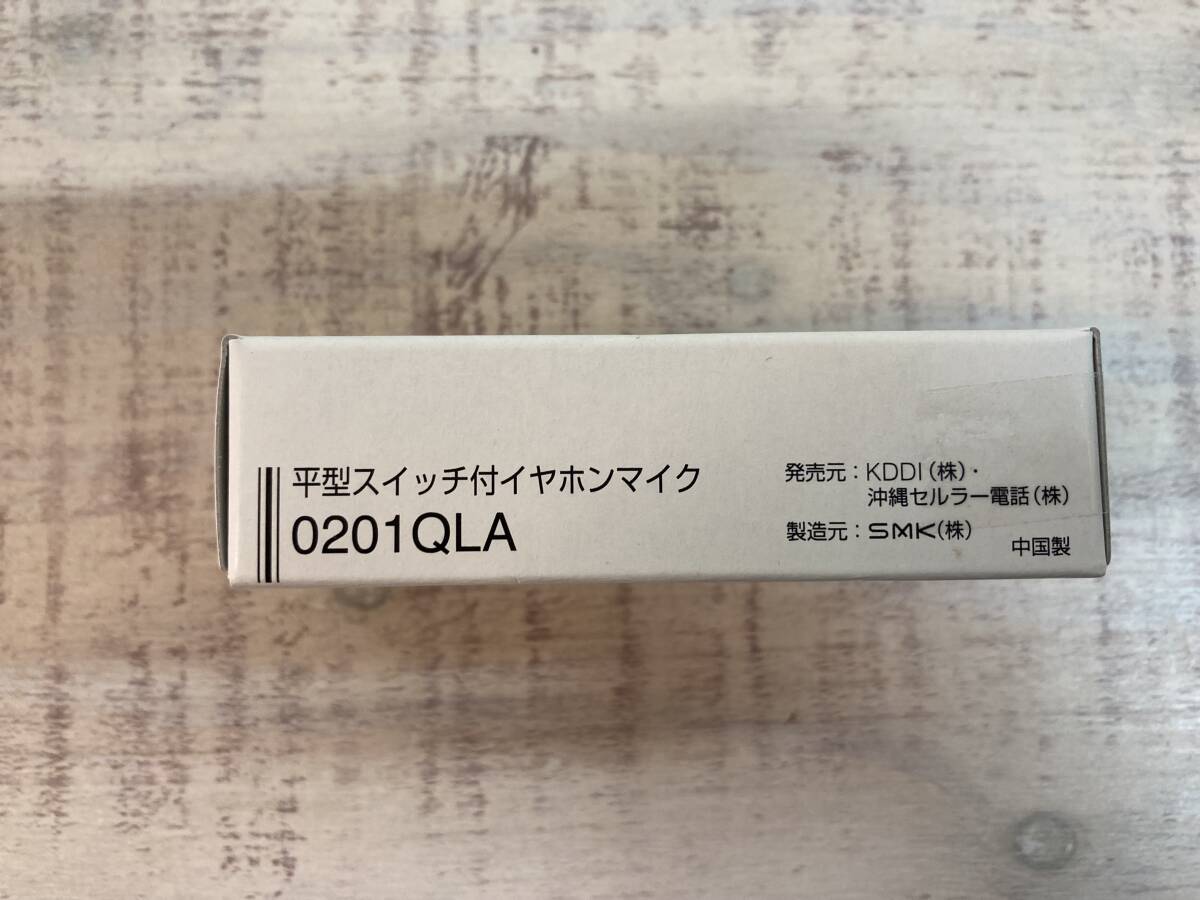 平型スイッチ付イヤホンマイク
0201QLA
発売元：KDDI（株）・
沖縄セルラー電話（株）
製造元：SMK（株）
中国製